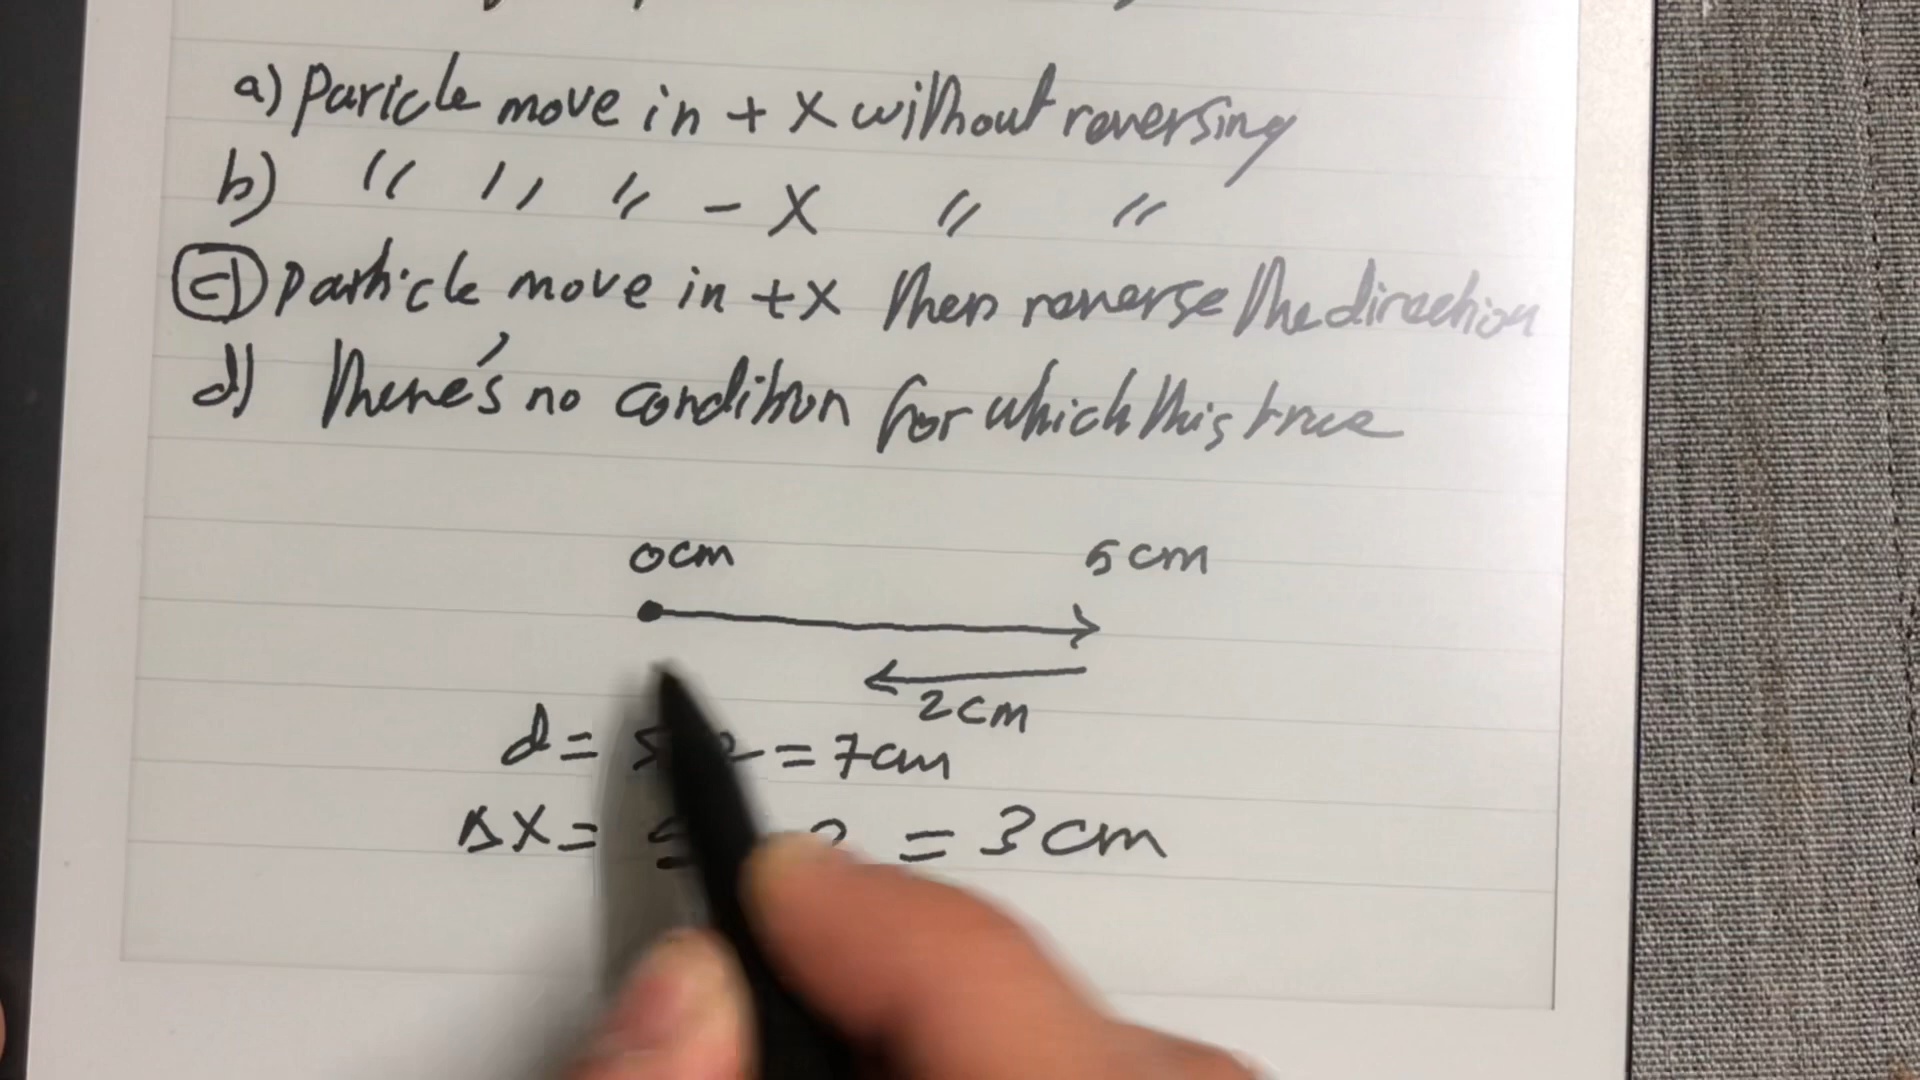 a) Paricle move in + X without reversing
b) " " " - X " "
c) particle move in +X then reverse the direction
d) There's no condition for which this true
0cm 5cm
2cm
d = 5 = 7cm
ΔX = = 3cm